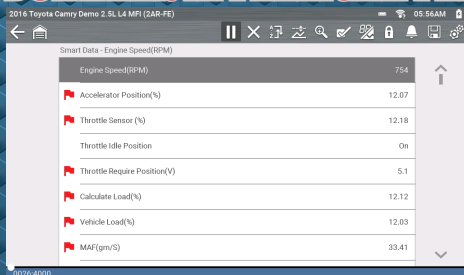 2016 Toyota Camry Demo 2.5L L4 MFI (2AR-FE) 05:56AM
Smart Data - Engine Speed(RPM)
Engine Speed(RPM) 754
Accelerator Position(%) 12.07
Throttle Sensor (%) 12.18
Throttle Idle Position On
Throttle Require Position(V) 5.1
Calculate Load(%) 12.12
Vehicle Load(%) 12.03
MAF(gm/S) 33.41
0026:4000